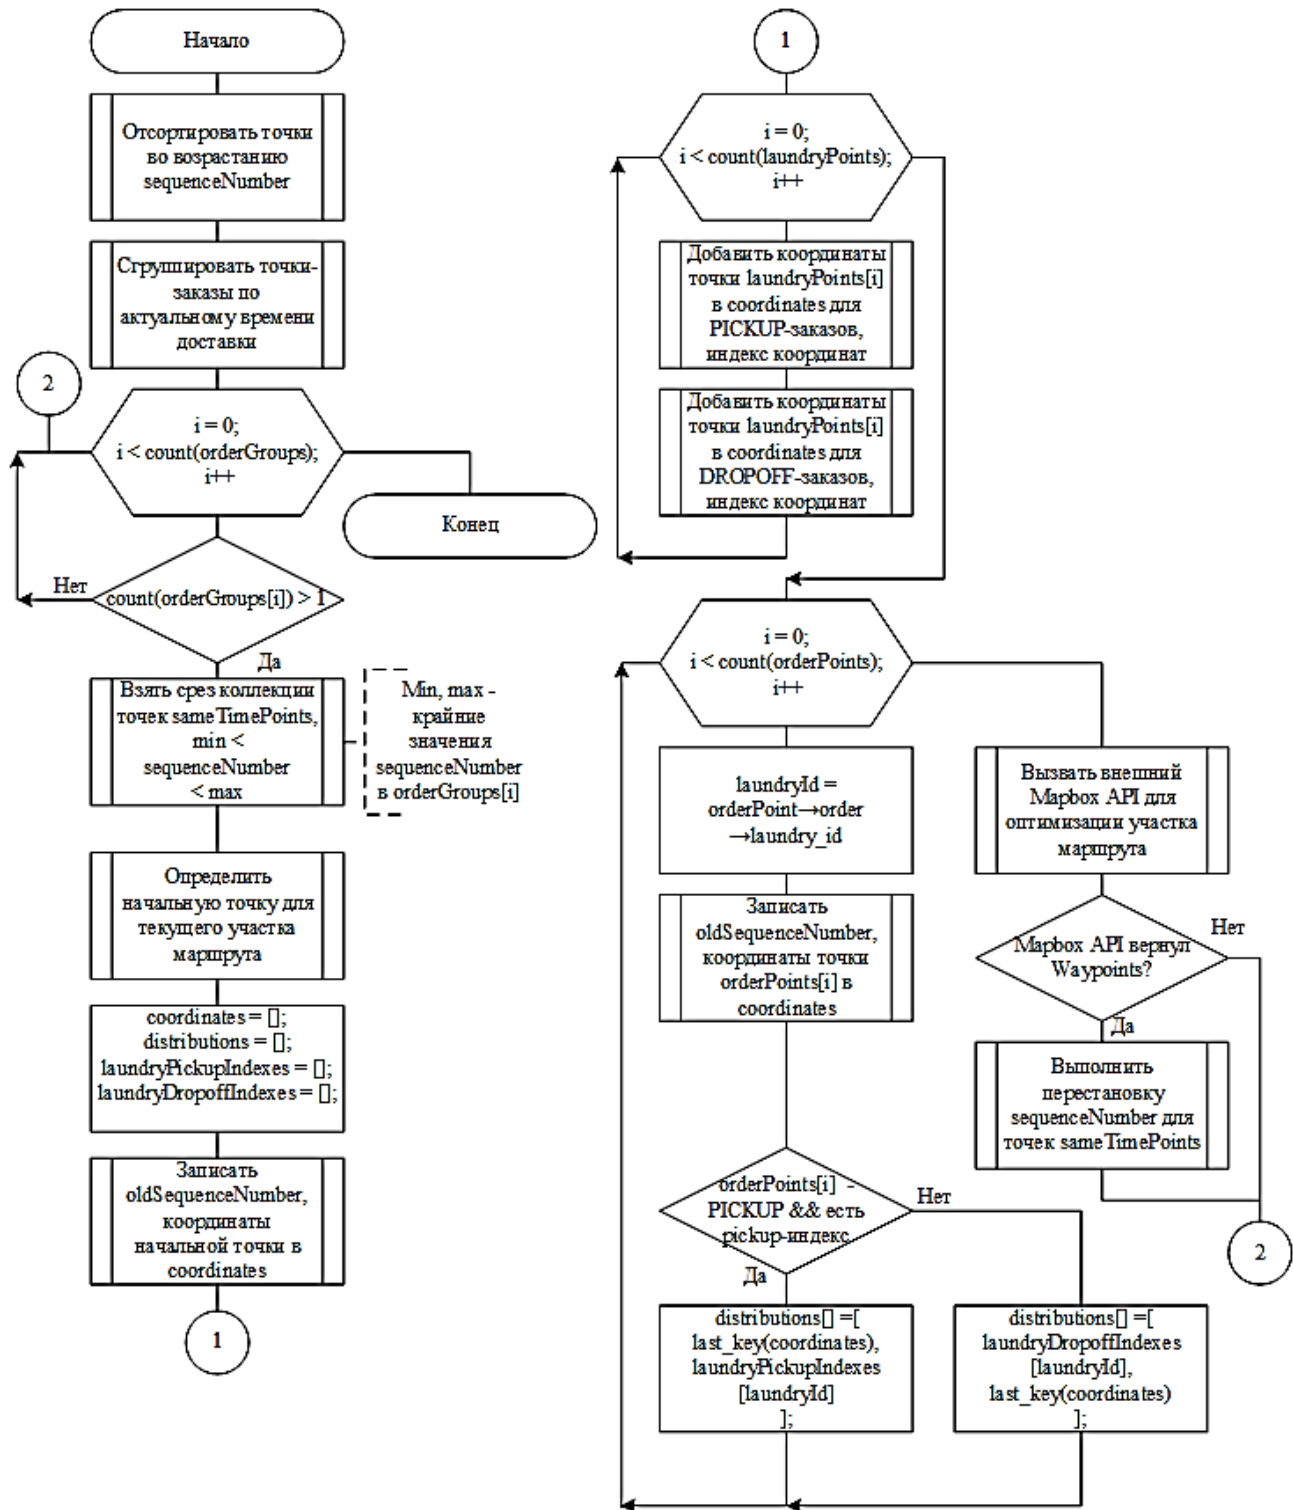 Начало
Отсортировать точки
во возрастанию
sequenceNumber
Сгруппировать точки-
заказы по
актуальному времени
доставки
2
i = 0;
i < count(orderGroups);
i++
Конец
Нет
count(orderGroups[i]) > 1
Да
Взять срез коллекции
точек sameTimePoints,
min <
sequenceNumber
< max
Min, max -
крайние
значения
sequenceNumber
в orderGroups[i]
Определить
начальную точку для
текущего участка
маршрута
coordinates = [];
distributions = [];
laundryPickupIndexes = [];
laundryDropoffIndexes = [];
Записать
oldSequenceNumber,
координаты
начальной точки в
coordinates
1
1
i = 0;
i < count(laundryPoints);
i++
Добавить координаты
точки laundryPoints[i]
в coordinates для
PICKUP-заказов,
индекс координат
Добавить координаты
точки laundryPoints[i]
в coordinates для
DROPOFF-заказов,
индекс координат
i = 0;
i < count(orderPoints);
i++
laundryId =
orderPoint→order
→laundry_id
Записать
oldSequenceNumber,
координаты точки
orderPoints[i] в
coordinates
orderPoints[i] -
PICKUP && есть
pickup-индекс
Нет
Да
distributions[] =[
last_key(coordinates),
laundryPickupIndexes
[laundryId]
];
distributions[] =[
laundryDropoffIndexes
[laundryId],
last_key(coordinates)
];
Вызвать внешний
Mapbox API для
оптимизации участка
маршрута
Mapbox API вернул
Waypoints?
Нет
Да
Выполнить
перестановку
sequenceNumber для
точек sameTimePoints
2